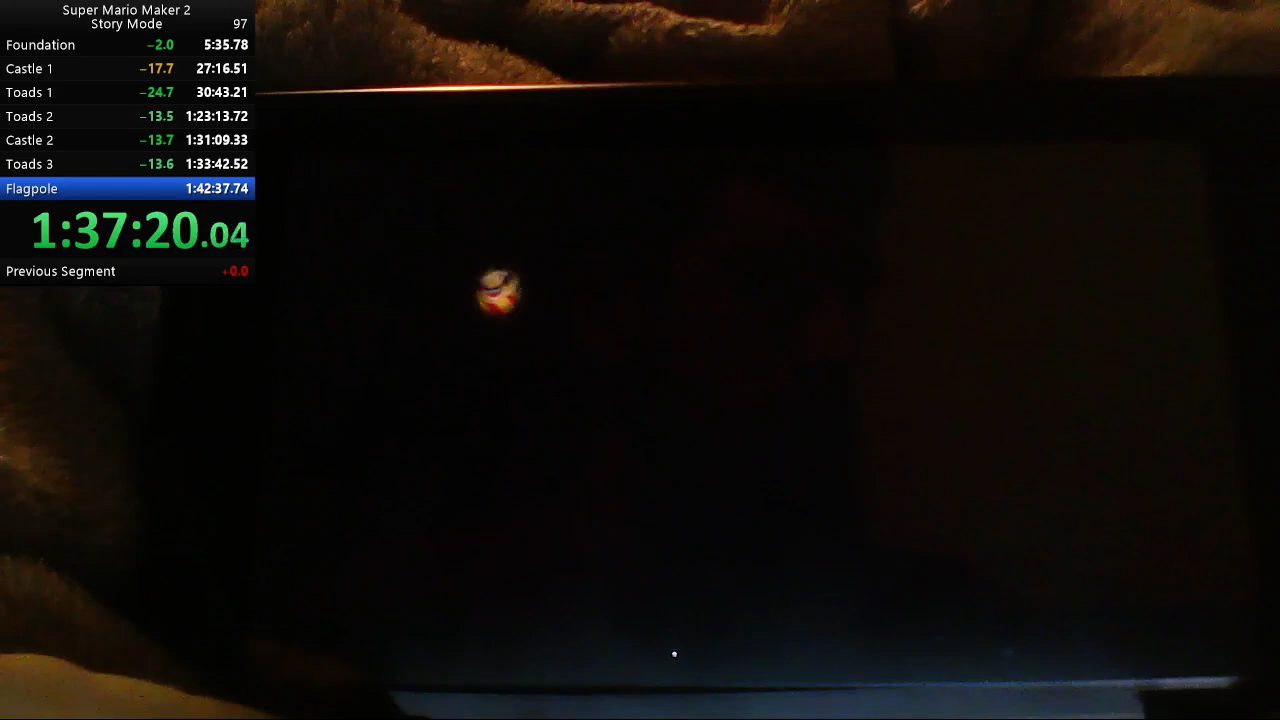 Super Mario Maker 2
Story Mode 97
Foundation −2.0 5:35.78
Castle 1 −17.7 27:16.51
Toads 1 −24.7 30:43.21
Toads 2 −13.5 1:23:13.72
Castle 2 −13.7 1:31:09.33
Toads 3 −13.6 1:33:42.52
Flagpole 1:42:37.74
1:37:20.04
Previous Segment +0.0